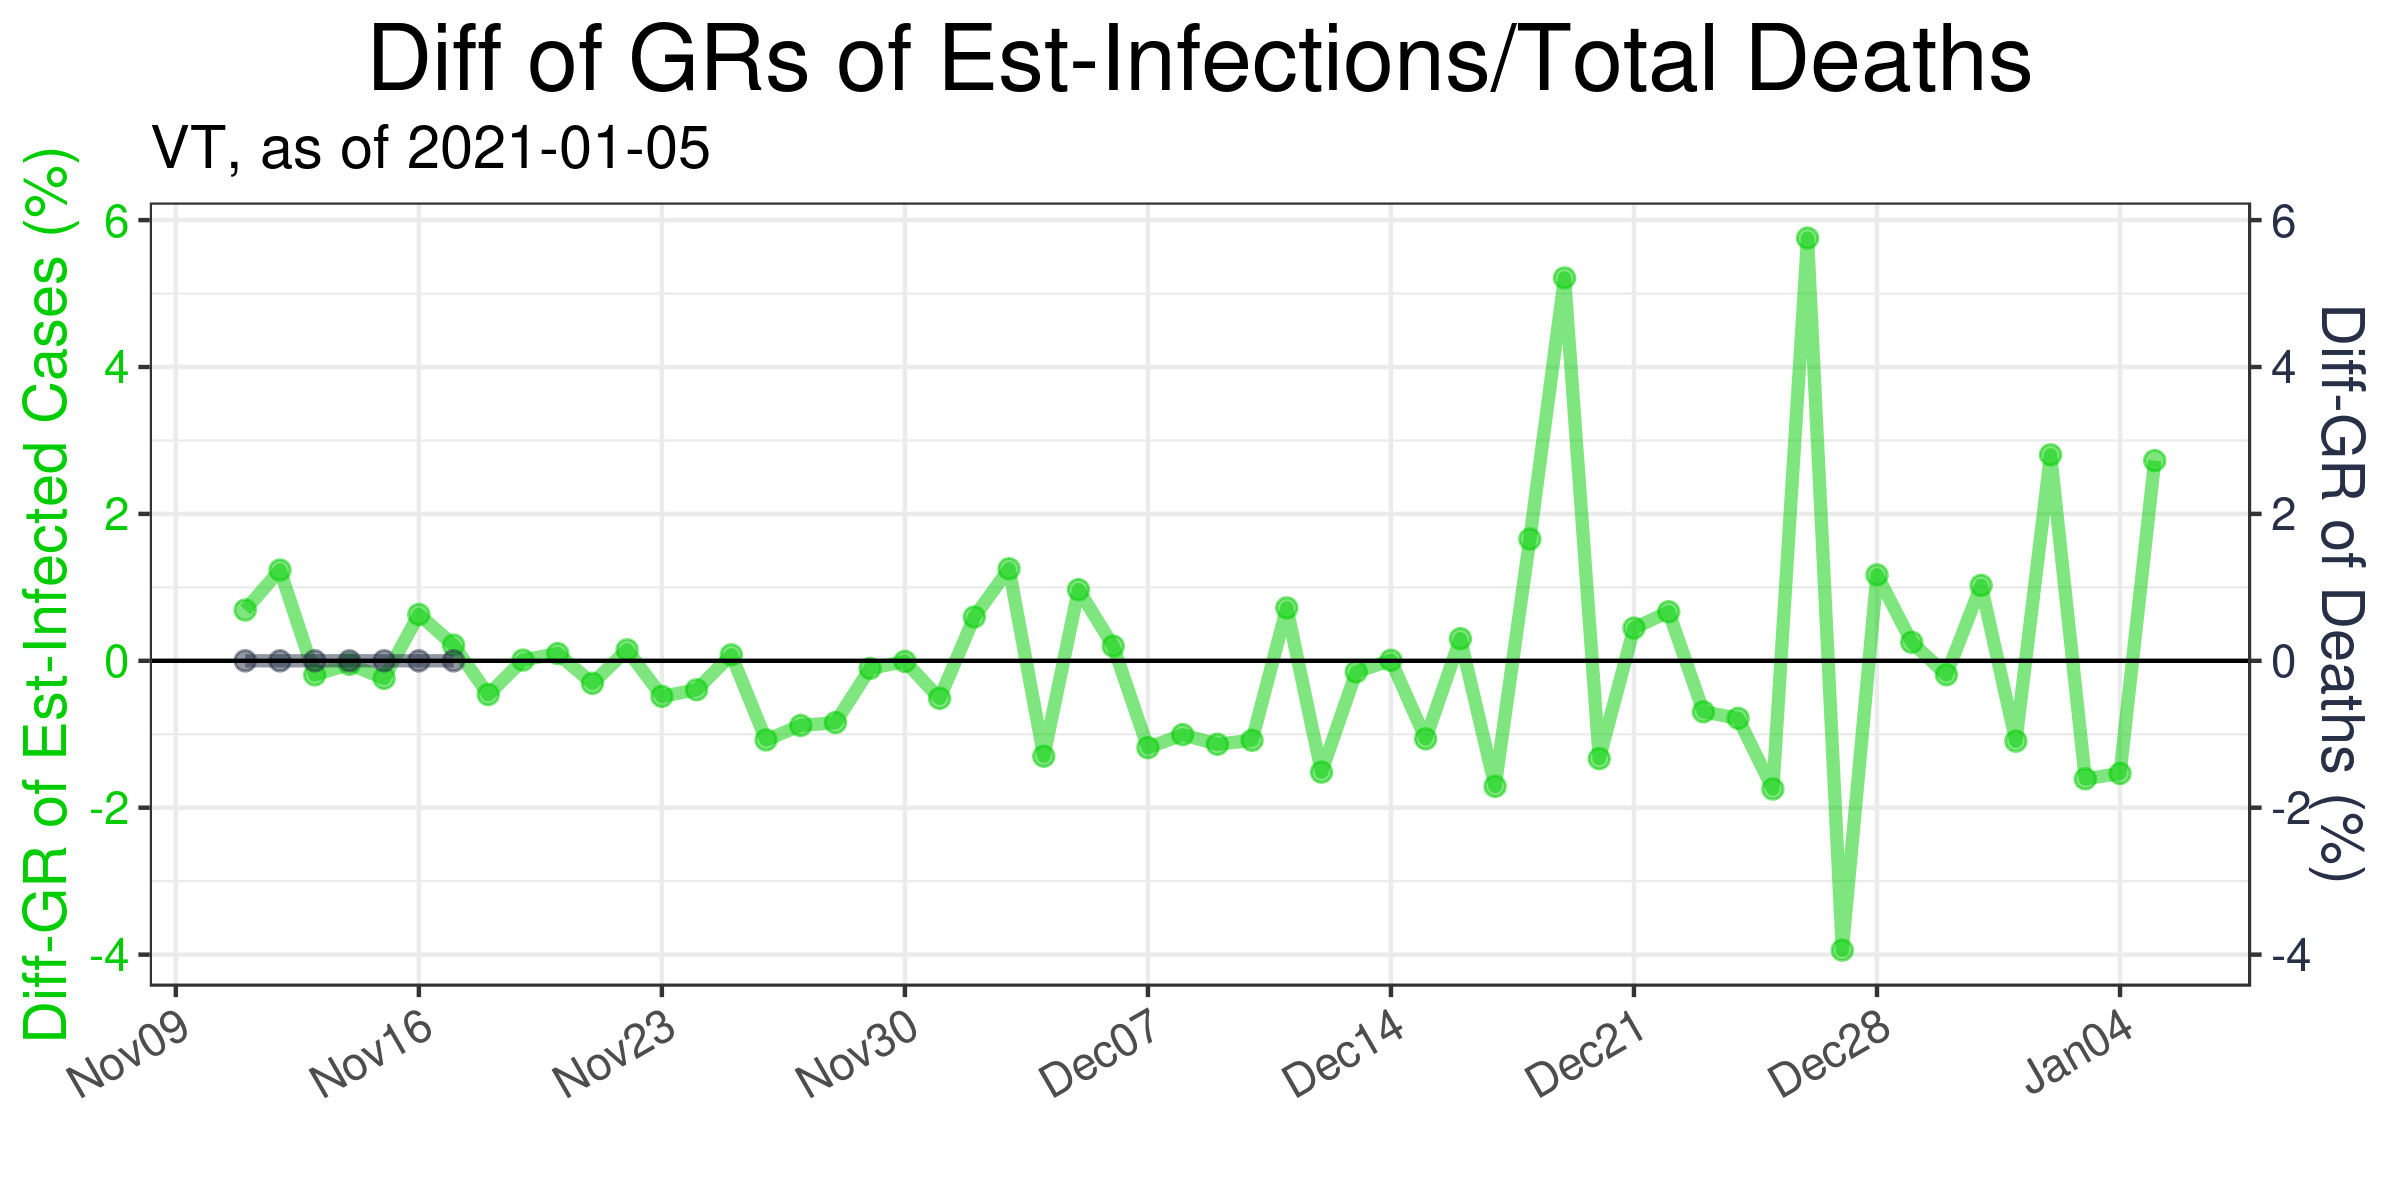 Diff of GRs of Est-Infections/Total Deaths
VT, as of 2021-01-05
Diff-GR of Est-Infected Cases (%)
6
4
2
0
-2
-4
6
4
2
0
-2
-4
Diff-GR of Deaths (%)
Nov09
Nov16
Nov23
Nov30
Dec07
Dec14
Dec21
Dec28
Jan04